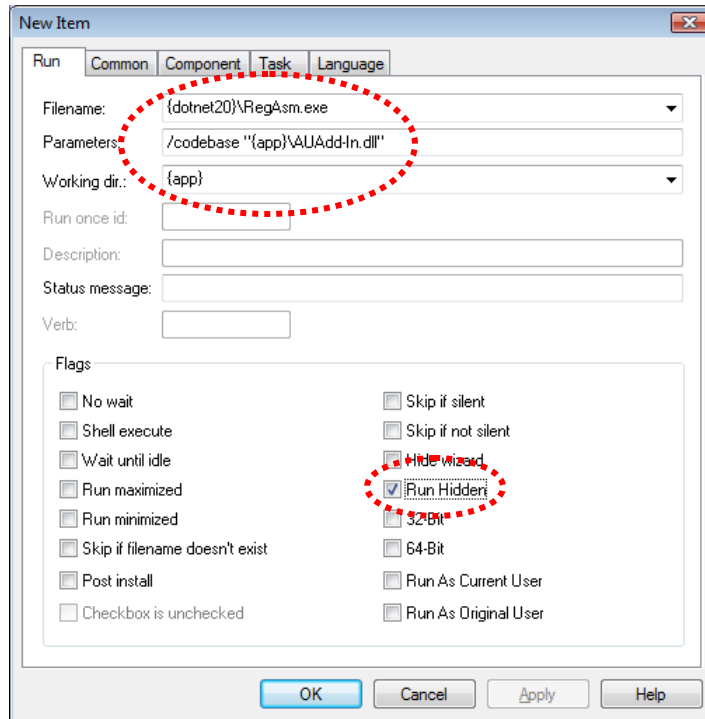 New Item
Run Common Component Task Language
Filename: {dotnet20}\RegAsm.exe
Parameters: /codebase "{app}\AUAdd-In.dll"
Working dir.: {app}
Run once id:
Description:
Status message:
Verb:
Flags
No wait Skip if silent
Shell execute Skip if not silent
Wait until idle Hide wizard
Run maximized Run Hidden
Run minimized 32-Bit
Skip if filename doesn't exist 64-Bit
Post install Run As Current User
Checkbox is unchecked Run As Original User
OK Cancel Apply Help